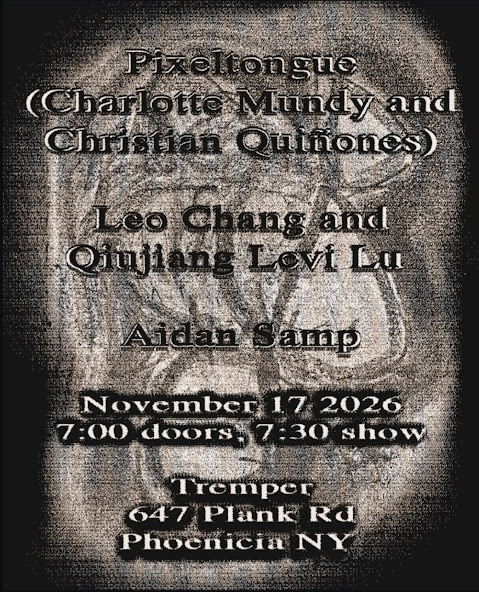 Pixeltongue
(Charlotte Mundy and
Christian Quiñones)
Leo Chang and
Qiujiang Levi Lu
Aidan Samp
November 17 2026
7:00 doors, 7:30 show
Tremper
647 Plank Rd
Phoenicia NY